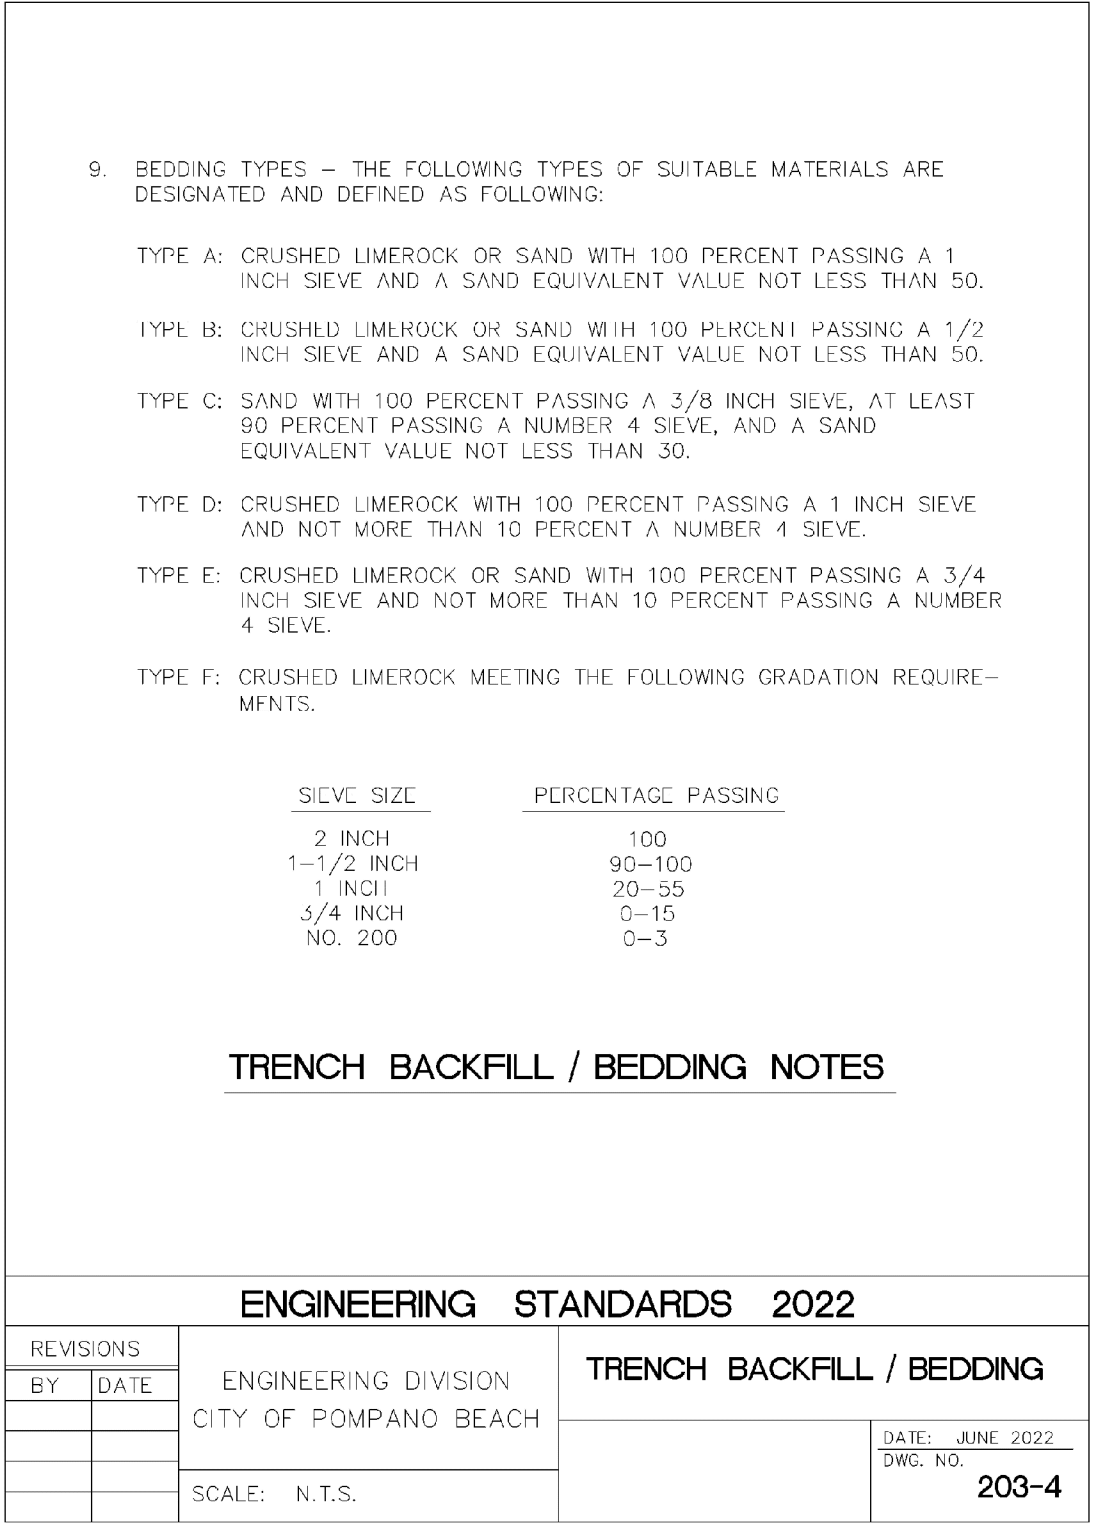 9. BEDDING TYPES – THE FOLLOWING TYPES OF SUITABLE MATERIALS ARE
DESIGNATED AND DEFINED AS FOLLOWING:
TYPE A: CRUSHED LIMEROCK OR SAND WITH 100 PERCENT PASSING A 1
INCH SIEVE AND A SAND EQUIVALENT VALUE NOT LESS THAN 50.
TYPE B: CRUSHED LIMEROCK OR SAND WITH 100 PERCENT PASSING A 1/2
INCH SIEVE AND A SAND EQUIVALENT VALUE NOT LESS THAN 50.
TYPE C: SAND WITH 100 PERCENT PASSING A 3/8 INCH SIEVE, AT LEAST
90 PERCENT PASSING A NUMBER 4 SIEVE, AND A SAND
EQUIVALENT VALUE NOT LESS THAN 30.
TYPE D: CRUSHED LIMEROCK WITH 100 PERCENT PASSING A 1 INCH SIEVE
AND NOT MORE THAN 10 PERCENT A NUMBER 4 SIEVE.
TYPE E: CRUSHED LIMEROCK OR SAND WITH 100 PERCENT PASSING A 3/4
INCH SIEVE AND NOT MORE THAN 10 PERCENT PASSING A NUMBER
4 SIEVE.
TYPE F: CRUSHED LIMEROCK MEETING THE FOLLOWING GRADATION REQUIRE–
MENTS.
SIEVE SIZE PERCENTAGE PASSING
2 INCH 100
1–1/2 INCH 90–100
1 INCH 20–55
3/4 INCH 0–15
NO. 200 0–3
TRENCH BACKFILL / BEDDING NOTES
ENGINEERING STANDARDS 2022
REVISIONS
BY DATE
ENGINEERING DIVISION
CITY OF POMPANO BEACH
SCALE: N.T.S.
TRENCH BACKFILL / BEDDING
DATE: JUNE 2022
DWG. NO.
203-4